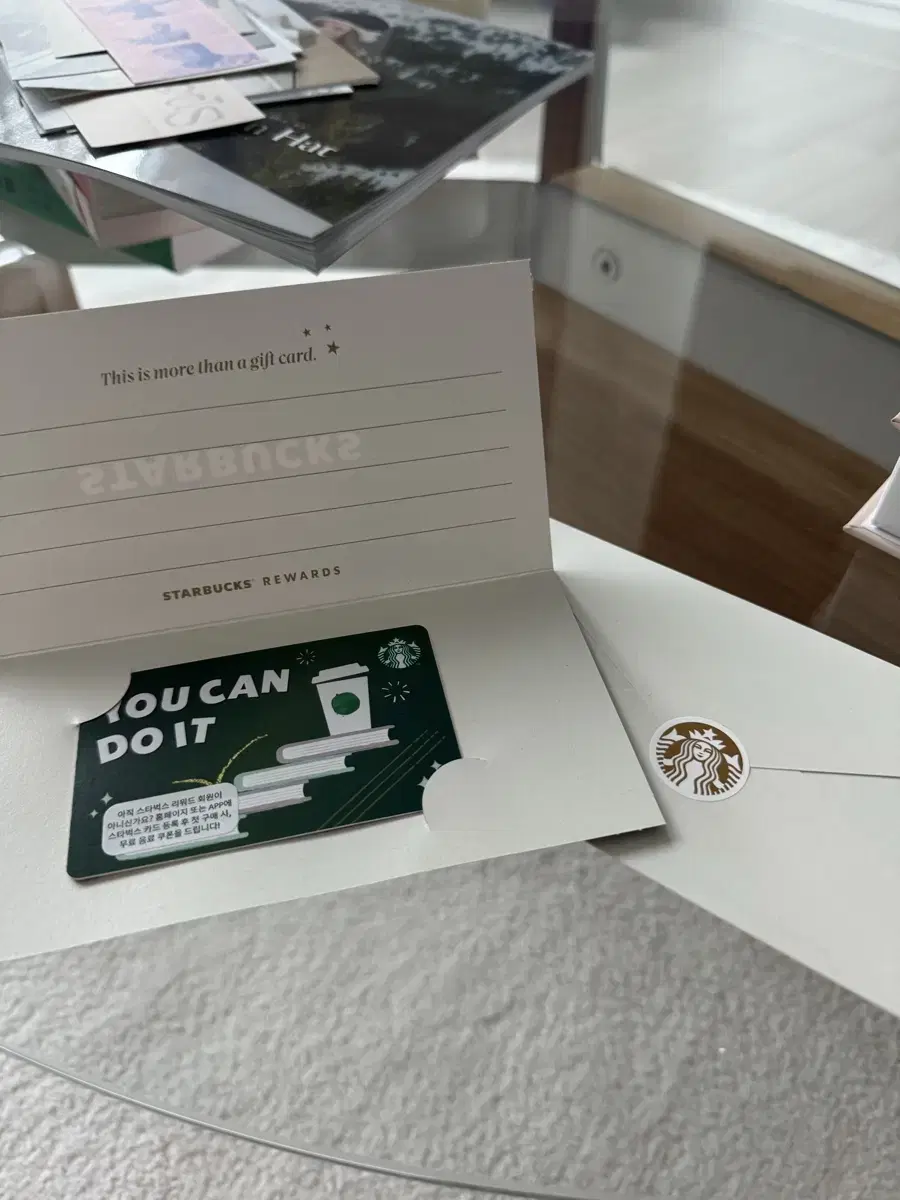 This is more than a gift card.
STARBUCKS
STARBUCKS REWARDS
YOU CAN
DO IT
아직 스타벅스 리워드 회원이
아니신가요? 홈페이지 또는 APP에
스타벅스 카드 등록 후 첫 구매 시,
무료 음료 쿠폰을 드립니다!